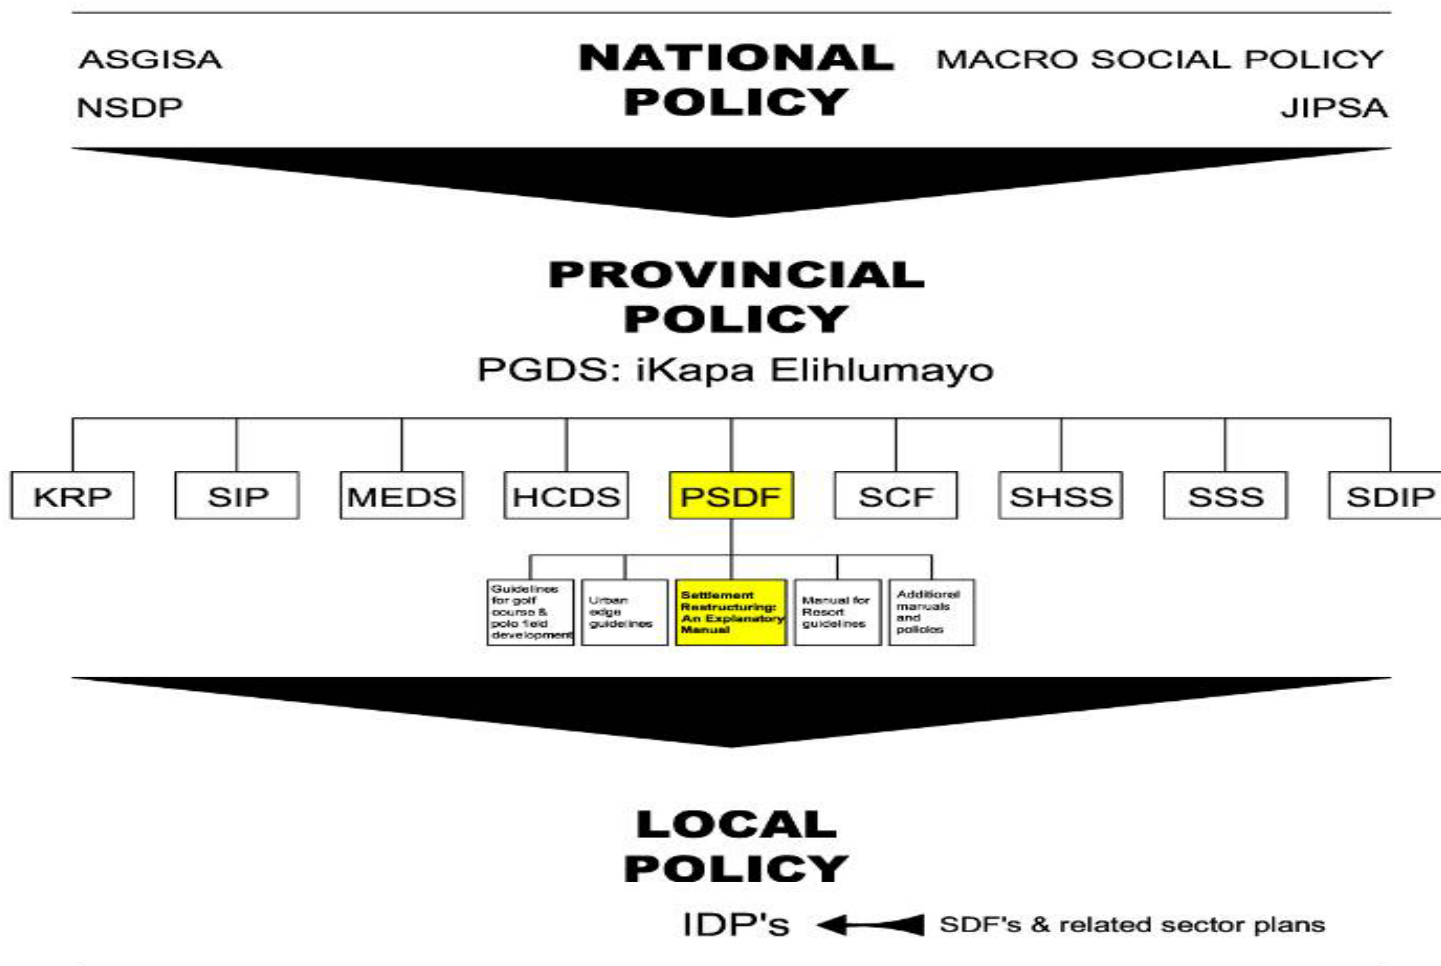 ASGISA
NATIONAL
MACRO SOCIAL POLICY
NSDP
POLICY
JIPSA
PROVINCIAL
POLICY
PGDS: iKapa Elihlumayo
KRP
SIP
MEDS
HCDS
PSDF
SCF
SHSS
SSS
SDIP
Guidelines
for golf
course &
polo field
development
Urban
edge
guidelines
Settlement
Restructuring:
An Explanatory
Manual
Manual for
Resort
guidelines
Additional
manuals
and
policies
LOCAL
POLICY
IDP's
SDF's & related sector plans